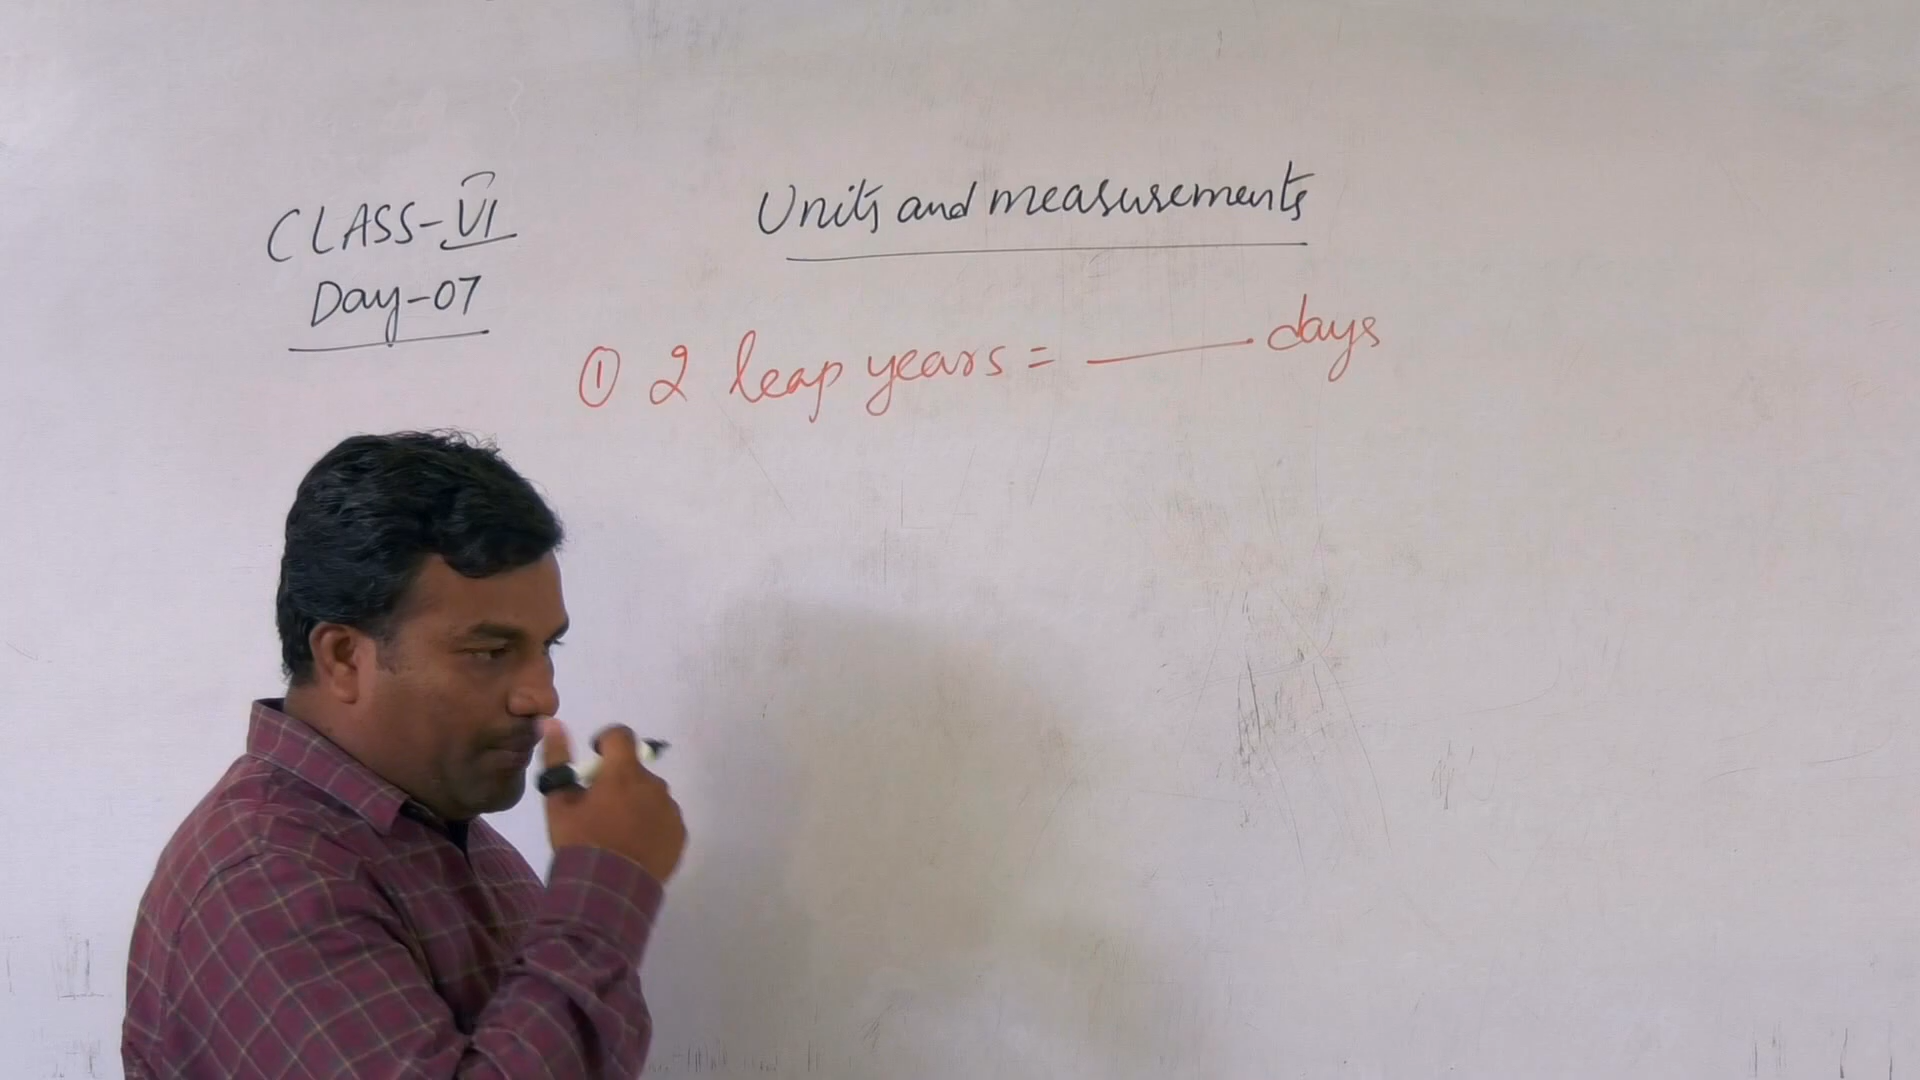 CLASS-VI
Day-07
Units and measurements
① 2 leap years = ______ days